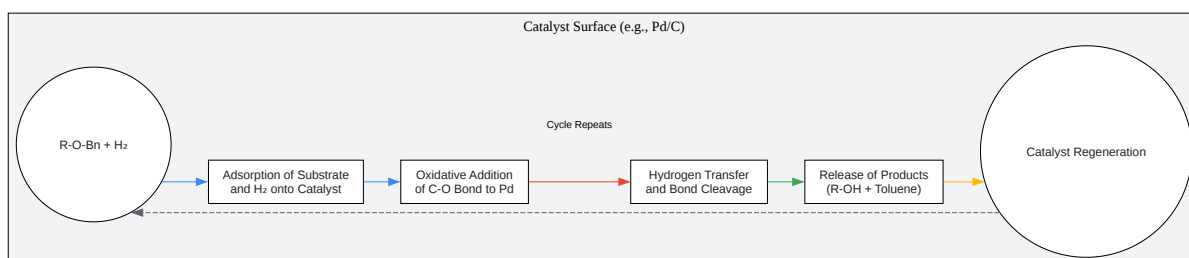 Catalyst Surface (e.g., Pd/C)
Cycle Repeats
R-O-Bn + H₂
Adsorption of Substrate
and H₂ onto Catalyst
Oxidative Addition
of C-O Bond to Pd
Hydrogen Transfer
and Bond Cleavage
Release of Products
(R-OH + Toluene)
Catalyst Regeneration